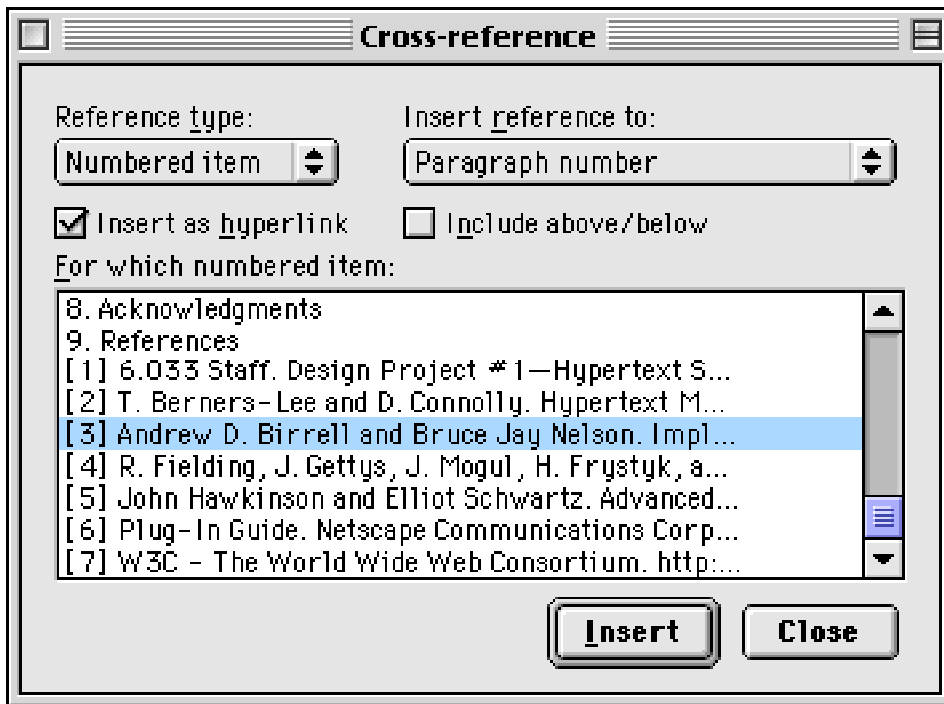 Cross-reference
Reference type:
Insert reference to:
Numbered item
Paragraph number
Insert as hyperlink
Include above/below
For which numbered item:
8. Acknowledgments
9. References
[1] 6.033 Staff. Design Project #1—Hypertext S...
[2] T. Berners-Lee and D. Connolly. Hypertext M...
[3] Andrew D. Birrell and Bruce Jay Nelson. Impl...
[4] R. Fielding, J. Gettys, J. Mogul, H. Frystyk, a...
[5] John Hawkinson and Elliot Schwartz. Advanced...
[6] Plug-In Guide. Netscape Communications Corp...
[7] W3C - The World Wide Web Consortium. http:...
Insert
Close